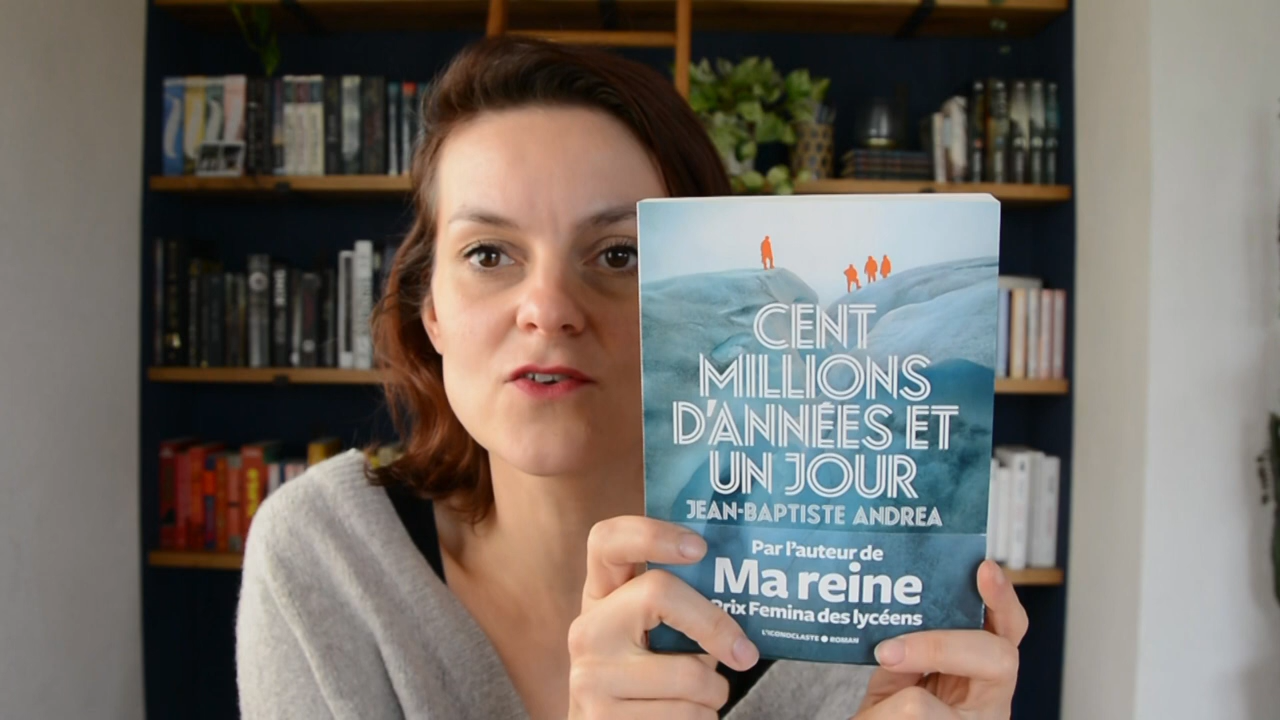 CENT
MILLIONS
D'ANNÉES ET
UN JOUR
JEAN-BAPTISTE ANDREA
Par l'auteur de
Ma reine
Prix Femina des lycéens
L'ICONOCLASTE ● ROMAN